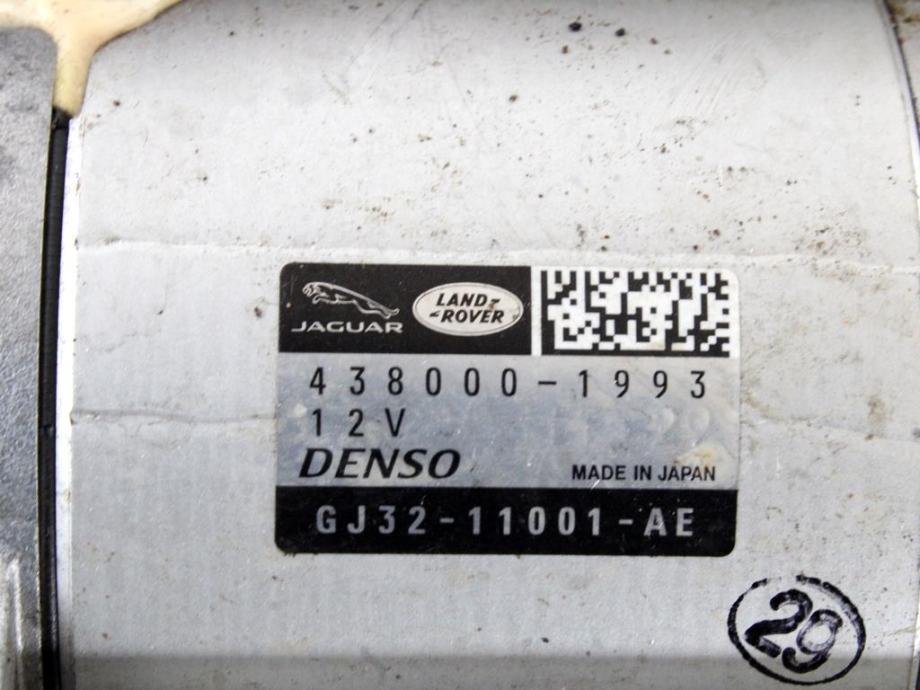 JAGUAR
LAND-
-ROVER
438000-1993
12V
DENSO
MADE IN JAPAN
GJ32-11001-AE
29